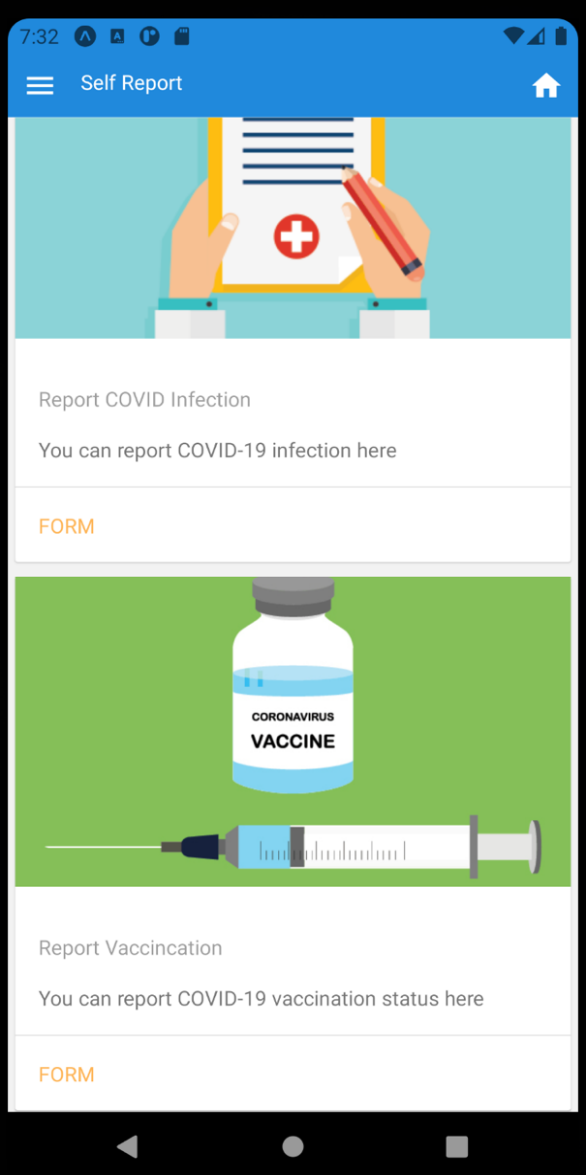 7:32
Self Report
Report COVID Infection
You can report COVID-19 infection here
FORM
CORONAVIRUS
VACCINE
Report Vaccincation
You can report COVID-19 vaccination status here
FORM